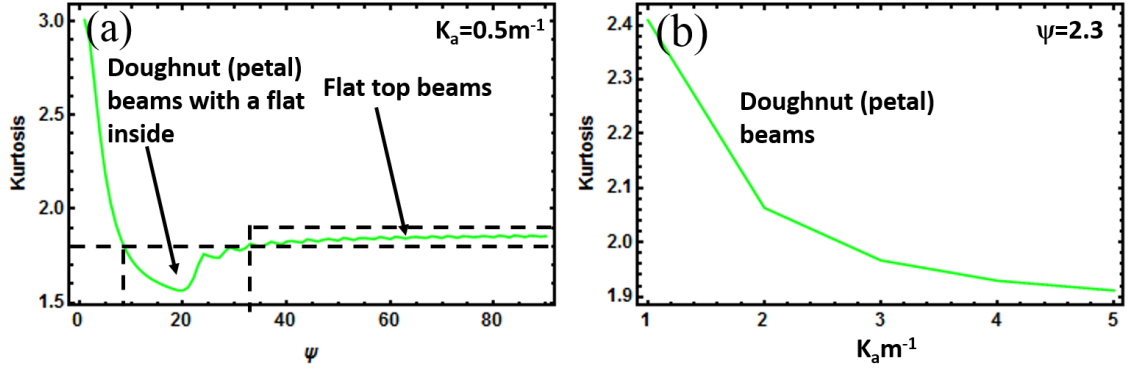 (a)
Kₐ=0.5m⁻¹
Doughnut (petal)
beams with a flat
inside
Flat top beams
Kurtosis
3.0
2.5
2.0
1.5
0
20
40
60
80
ψ
(b)
ψ=2.3
Doughnut (petal)
beams
Kurtosis
2.4
2.3
2.2
2.1
2.0
1.9
1
2
3
4
5
Kₐm⁻¹